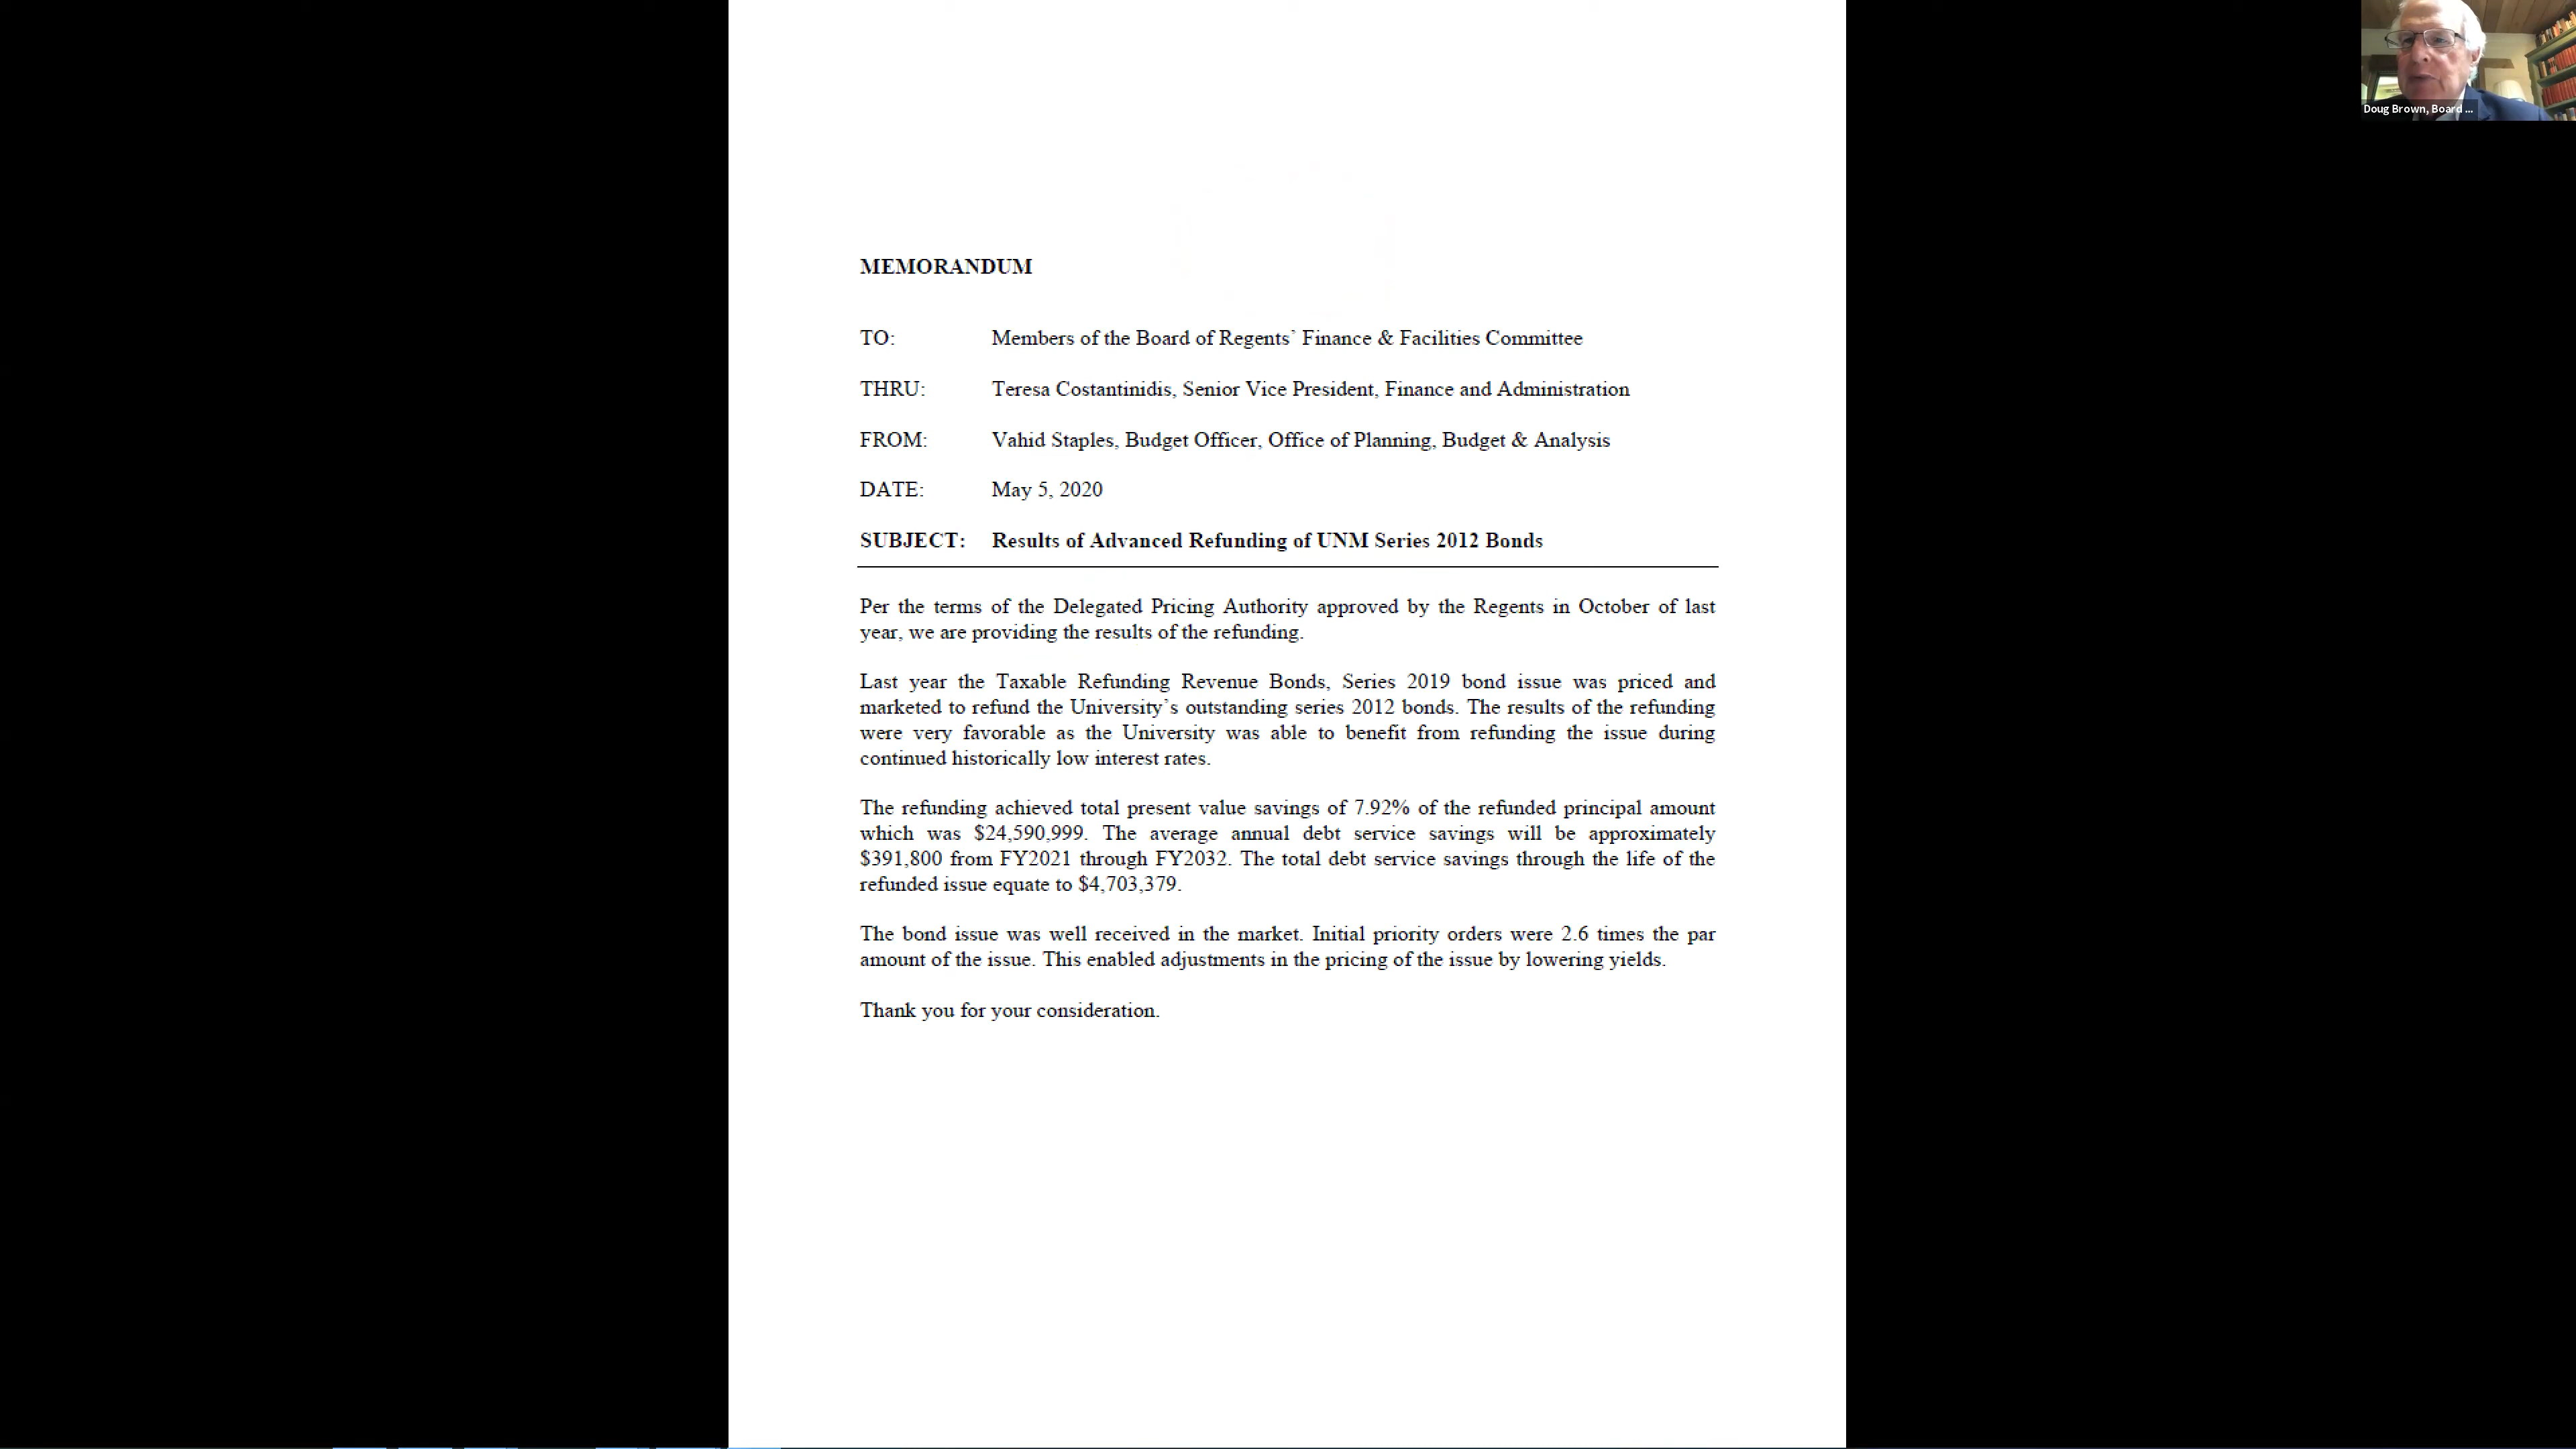 Doug Brown, Board ...
MEMORANDUM
TO: Members of the Board of Regents` Finance & Facilities Committee
THRU: Teresa Costantinidis, Senior Vice President, Finance and Administration
FROM: Vahid Staples, Budget Officer, Office of Planning, Budget & Analysis
DATE: May 5, 2020
SUBJECT: Results of Advanced Refunding of UNM Series 2012 Bonds
Per the terms of the Delegated Pricing Authority approved by the Regents in October of last
year, we are providing the results of the refunding.
Last year the Taxable Refunding Revenue Bonds, Series 2019 bond issue was priced and
marketed to refund the University's outstanding series 2012 bonds. The results of the refunding
were very favorable as the University was able to benefit from refunding the issue during
continued historically low interest rates.
The refunding achieved total present value savings of 7.92% of the refunded principal amount
which was $24,590,999. The average annual debt service savings will be approximately
$391,800 from FY2021 through FY2032. The total debt service savings through the life of the
refunded issue equate to $4,703,379.
The bond issue was well received in the market. Initial priority orders were 2.6 times the par
amount of the issue. This enabled adjustments in the pricing of the issue by lowering yields.
Thank you for your consideration.